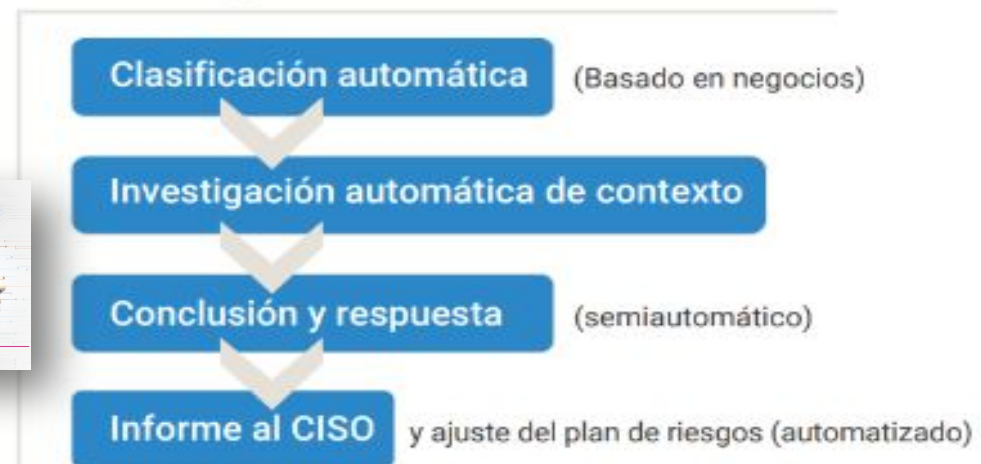 Clasificación automática (Basado en negocios)
Investigación automática de contexto
Conclusión y respuesta (semiautomático)
Informe al CISO y ajuste del plan de riesgos (automatizado)